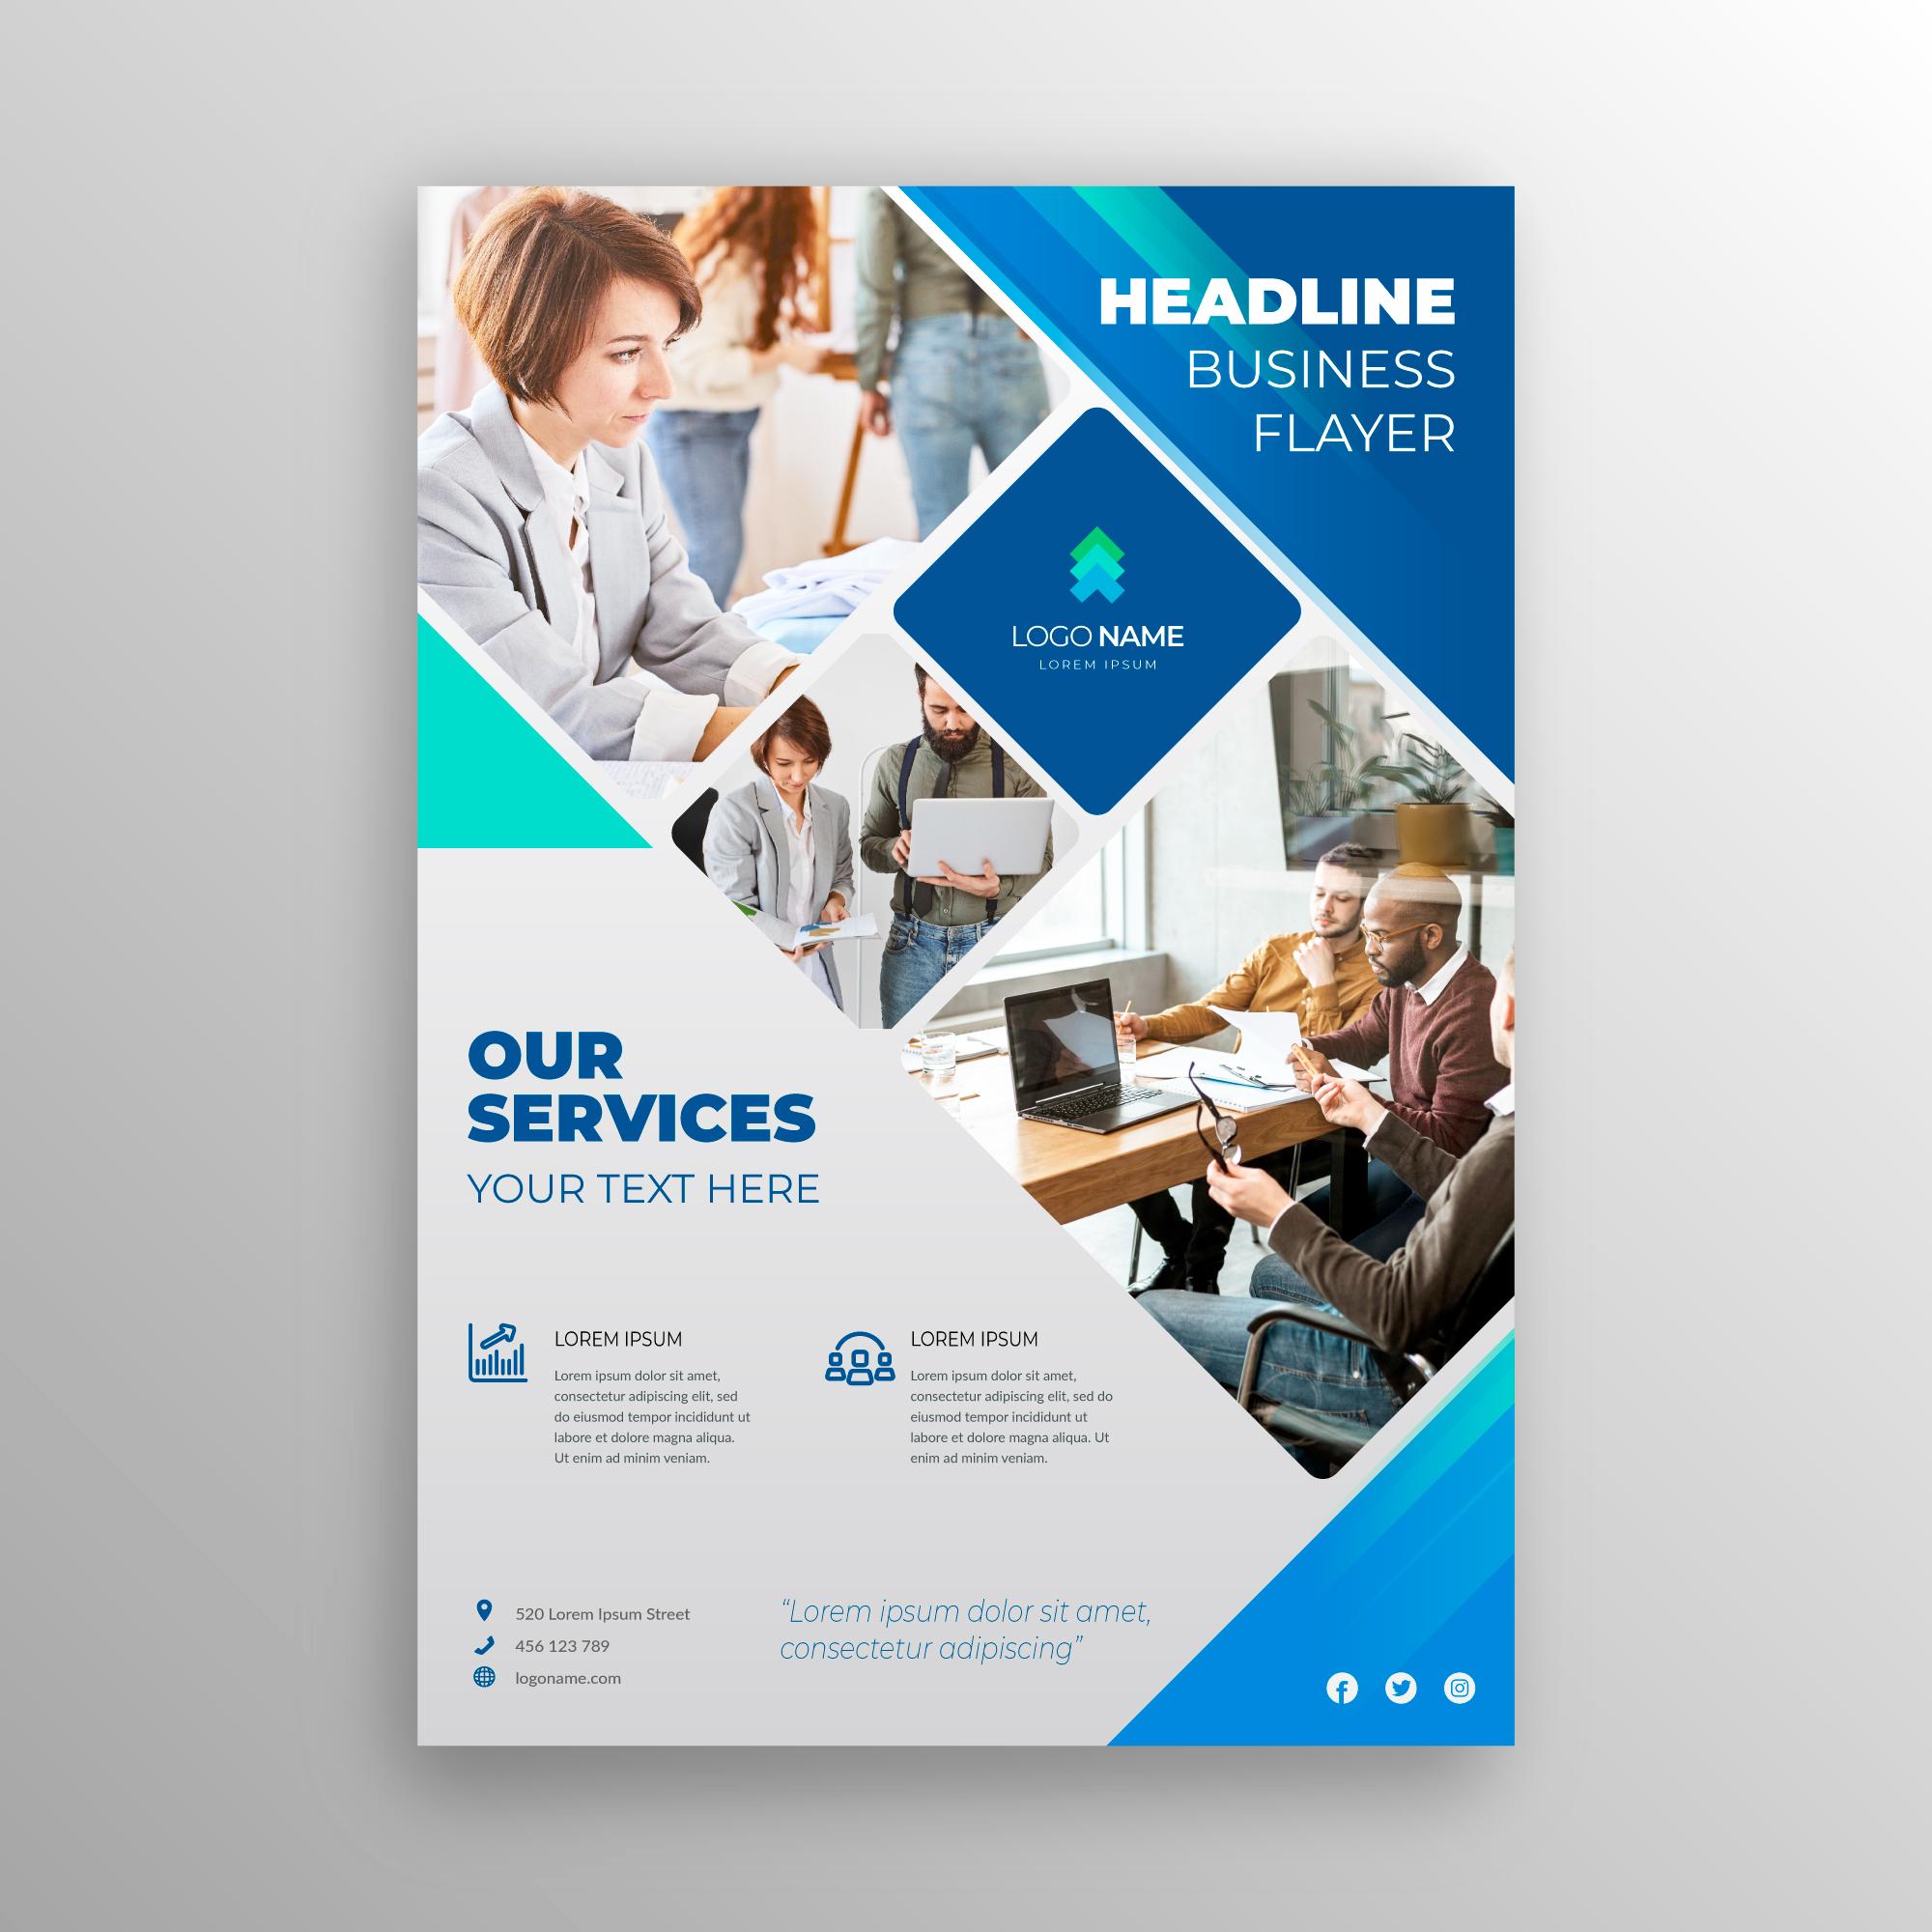 HEADLINE
BUSINESS
FLAYER
LOGO NAME
LOREM IPSUM
OUR
SERVICES
YOUR TEXT HERE
LOREM IPSUM
Lorem ipsum dolor sit amet,
consectetur adipiscing elit, sed
do eiusmod tempor incididunt ut
labore et dolore magna aliqua.
Ut enim ad minim veniam.
LOREM IPSUM
Lorem ipsum dolor sit amet,
consectetur adipiscing elit, sed do
eiusmod tempor incididunt ut
labore et dolore magna aliqua. Ut
enim ad minim veniam.
520 Lorem Ipsum Street
456 123 789
logoname.com
“Lorem ipsum dolor sit amet,
consectetur adipiscing”